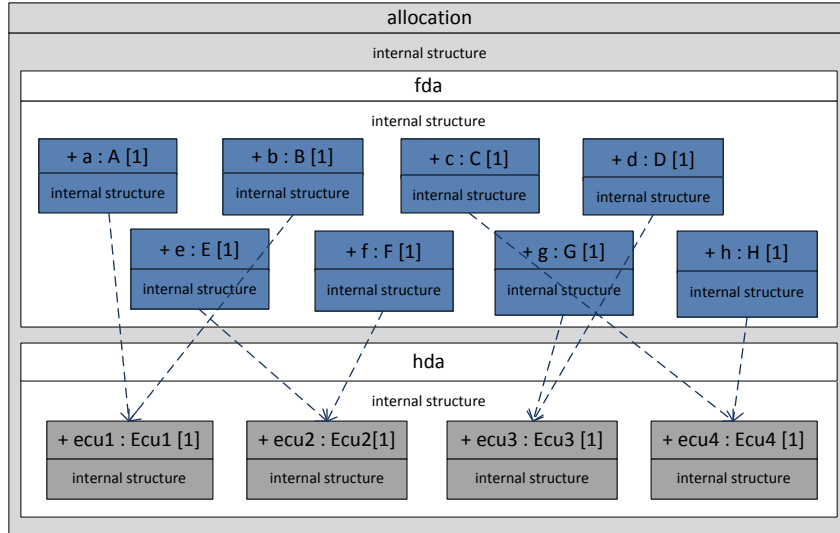 allocation
internal structure
fda
internal structure
+ a : A [1]
internal structure
+ b : B [1]
internal structure
+ c : C [1]
internal structure
+ d : D [1]
internal structure
+ e : E [1]
internal structure
+ f : F [1]
internal structure
+ g : G [1]
internal structure
+ h : H [1]
internal structure
hda
internal structure
+ ecu1 : Ecu1 [1]
internal structure
+ ecu2 : Ecu2[1]
internal structure
+ ecu3 : Ecu3 [1]
internal structure
+ ecu4 : Ecu4 [1]
internal structure